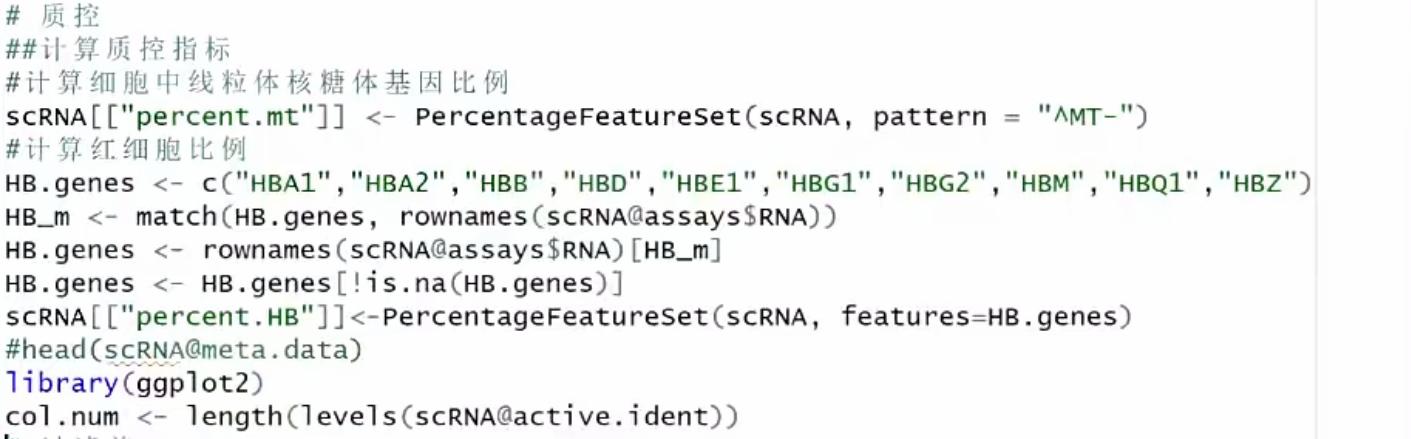 # 质控
##计算质控指标
#计算细胞中线粒体核糖体基因比例
scRNA[["percent.mt"]] <- PercentageFeatureSet(scRNA, pattern = "^MT-")
#计算红细胞比例
HB.genes <- c("HBA1","HBA2","HBB","HBD","HBE1","HBG1","HBG2","HBM","HBQ1","HBZ")
HB_m <- match(HB.genes, rownames(scRNA@assays$RNA))
HB.genes <- rownames(scRNA@assays$RNA)[HB_m]
HB.genes <- HB.genes[!is.na(HB.genes)]
scRNA[["percent.HB"]]<-PercentageFeatureSet(scRNA, features=HB.genes)
#head(scRNA@meta.data)
library(ggplot2)
col.num <- length(levels(scRNA@active.ident))